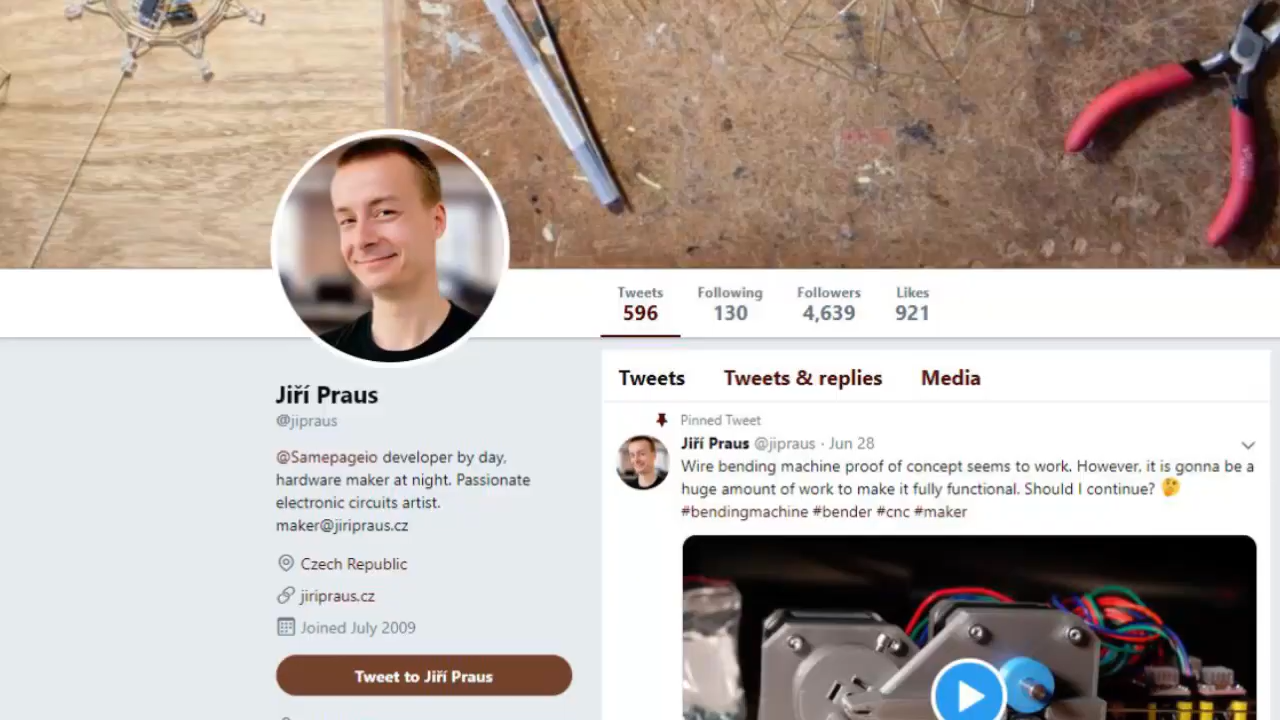 Tweets Following Followers Likes
596 130 4,639 921
Jiří Praus
@jipraus
@Samepageio developer by day,
hardware maker at night. Passionate
electronic circuits artist.
maker@jiripraus.cz
Czech Republic
jiripraus.cz
Joined July 2009
Tweet to Jiří Praus
Tweets Tweets & replies Media
Pinned Tweet
Jiří Praus @jipraus · Jun 28
Wire bending machine proof of concept seems to work. However, it is gonna be a
huge amount of work to make it fully functional. Should I continue? 🤔
#bendingmachine #bender #cnc #maker